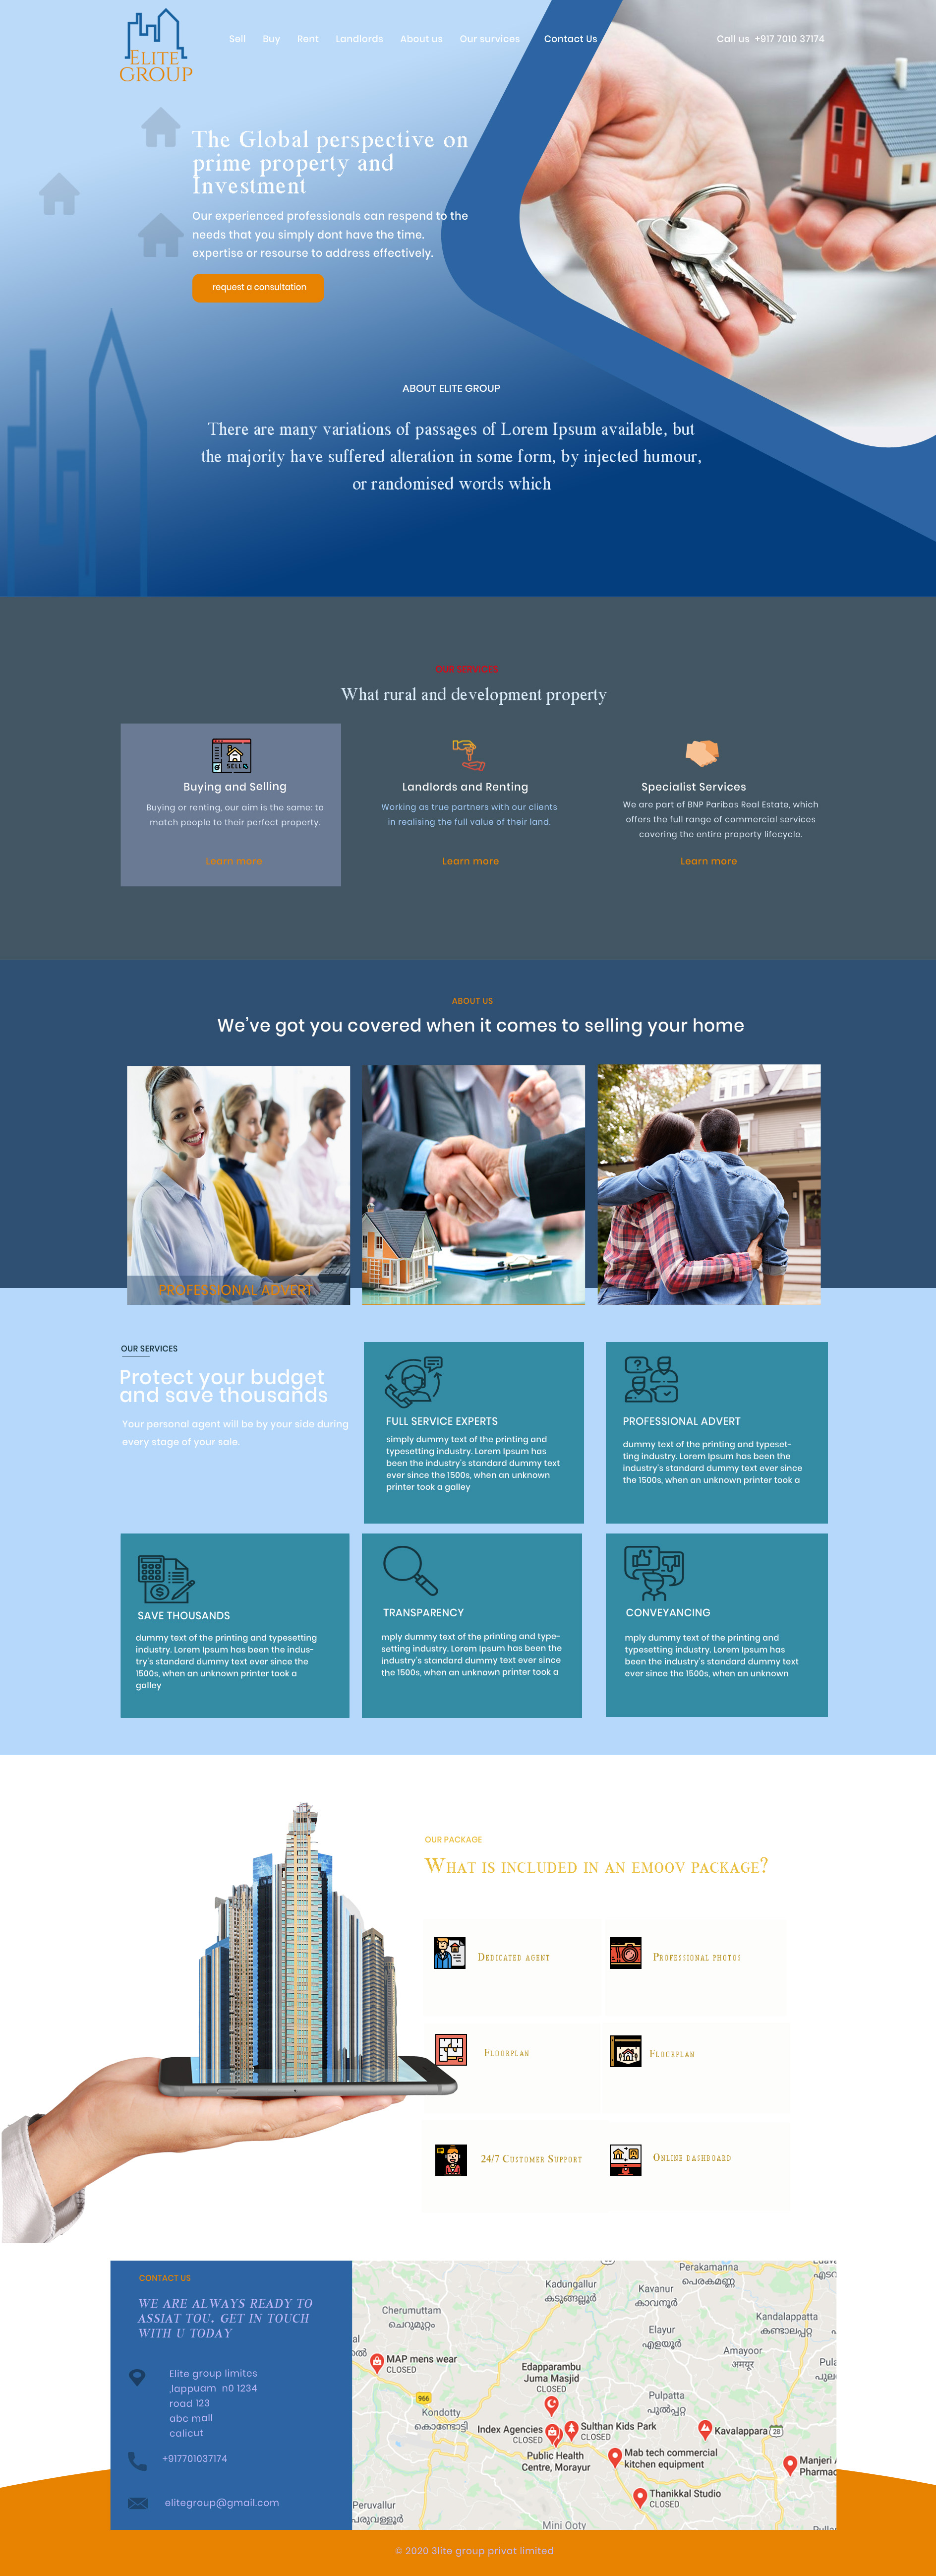 ELITE
GROUP
Sell Buy Rent Landlords About us Our services Contact Us Call us +917 7010 37174
The Global perspective on
prime property and
Investment
Our experienced professionals can respend to the
needs that you simply dont have the time.
expertise or resourse to address effectively.
request a consultation
ABOUT ELITE GROUP
There are many variations of passages of Lorem Ipsum available, but
the majority have suffered alteration in some form, by injected humour,
or randomised words which
OUR SERVICES
What rural and development property
SELL
Buying and Selling
Buying or renting, our aim is the same: to
match people to their perfect property.
Learn more
Landlords and Renting
Working as true partners with our clients
in realising the full value of their land.
Learn more
Specialist Services
We are part of BNP Paribas Real Estate, which
offers the full range of commercial services
covering the entire property lifecycle.
Learn more
ABOUT US
We've got you covered when it comes to selling your home
PROFESSIONAL ADVERT
OUR SERVICES
Protect your budget
and save thousands
Your personal agent will be by your side during
every stage of your sale.
FULL SERVICE EXPERTS
simply dummy text of the printing and
typesetting industry. Lorem Ipsum has
been the industry's standard dummy text
ever since the 1500s, when an unknown
printer took a galley
PROFESSIONAL ADVERT
dummy text of the printing and typeset-
ting industry. Lorem Ipsum has been the
industry's standard dummy text ever since
the 1500s, when an unknown printer took a
SAVE THOUSANDS
dummy text of the printing and typesetting
industry. Lorem Ipsum has been the indus-
try's standard dummy text ever since the
1500s, when an unknown printer took a
galley
TRANSPARENCY
mply dummy text of the printing and type-
setting industry. Lorem Ipsum has been the
industry's standard dummy text ever since
the 1500s, when an unknown printer took a
CONVEYANCING
mply dummy text of the printing and
typesetting industry. Lorem Ipsum has
been the industry's standard dummy text
ever since the 1500s, when an unknown
OUR PACKAGE
What is included in an emoov package?
Dedicated agent
Professional photos
Floorplan
Floorplan
24/7 Customer Support
Online dashboard
CONTACT US
WE ARE ALWAYS READY TO
ASSIAT TOU. GET IN TOUCH
WITH U TODAY
Elite group limites
,lappuam n0 1234
road 123
abc mall
calicut
+917701037174
elitegroup@gmail.com
Perakamanna
പെരകമണ്ണ
Kadungallur
കടുങ്ങല്ലൂർ
Kavanur
കാവനൂർ
Cherumuttam
ചെറുമുറ്റം
Kandalappatta
കണ്ടാലപ്പറ്റ
Elayur
എളയൂർ
Amayoor
अमयूर
MAP mens wear
CLOSED
Edapparambu
Juma Masjid
CLOSED
966
Pulpatta
പുൽപ്പറ്റ
Kondotty
കൊണ്ടോട്ടി
Index Agencies
CLOSED
Sulthan Kids Park
CLOSED
Kavalappara
28
Public Health
Centre, Morayur
Mab tech commercial
kitchen equipment
Manjeri
Pharmac
Thanikkal Studio
CLOSED
Peruvallur
പെരുവള്ളൂർ
Mini Ooty
© 2020 3lite group privat limited